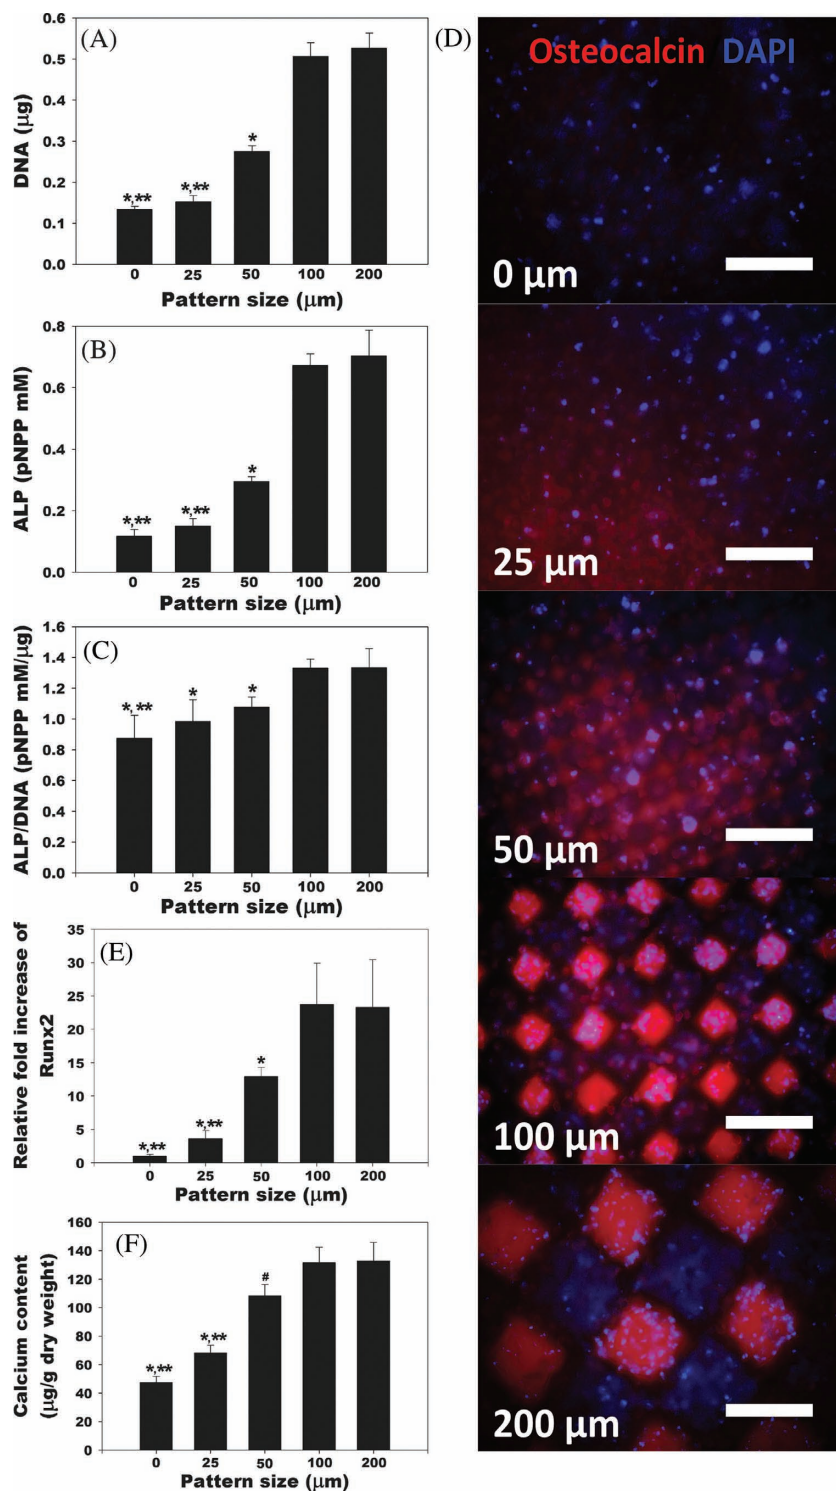 (A)
DNA (µg)
0.6
0.5
0.4
0.3
0.2
0.1
0.0
*,**
*,**
*
0 25 50 100 200
Pattern size (µm)
(B)
ALP (pNPP mM)
0.8
0.6
0.4
0.2
0.0
*,**
*,**
*
0 25 50 100 200
Pattern size (µm)
(C)
ALP/DNA (pNPP mM/µg)
1.6
1.4
1.2
1.0
0.8
0.6
0.4
0.2
0.0
*,**
*
*
0 25 50 100 200
Pattern size (µm)
(E)
Relative fold increase of
Runx2
35
30
25
20
15
10
5
0
*,**
*,**
*
0 25 50 100 200
Pattern size (µm)
(F)
Calcium content
(µg/g dry weight)
160
140
120
100
80
60
40
20
0
*,**
*,**
#
0 25 50 100 200
Pattern size (µm)
(D)
Osteocalcin DAPI
0 µm
25 µm
50 µm
100 µm
200 µm